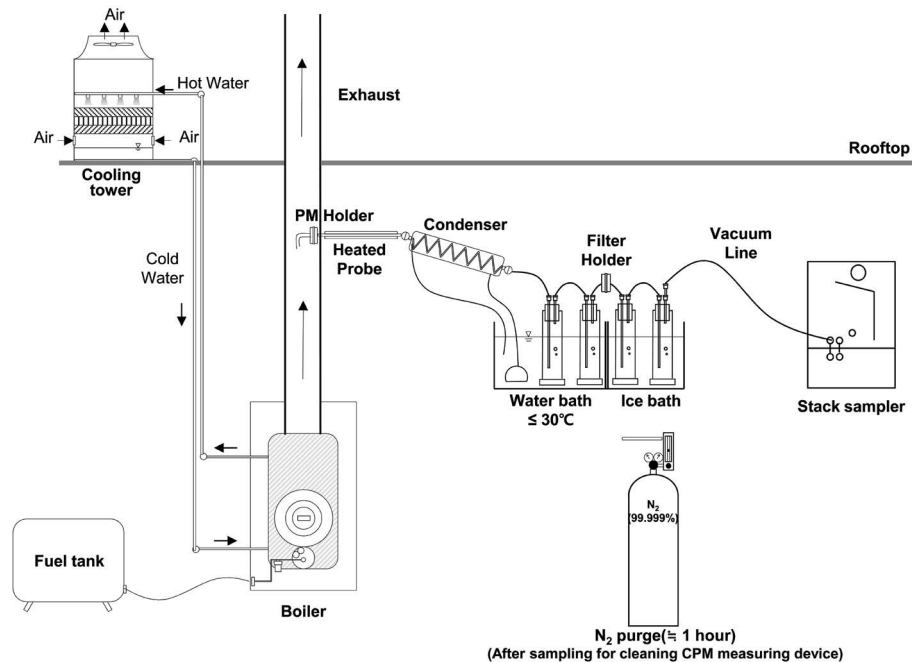 Air
Hot Water
Air
Air
Cooling
tower
Exhaust
Rooftop
PM Holder
Heated
Probe
Condenser
Filter
Holder
Vacuum
Line
Cold
Water
Water bath
≤ 30℃
Ice bath
Stack sampler
N₂
(99.999%)
Fuel tank
Boiler
N₂ purge(≒ 1 hour)
(After sampling for cleaning CPM measuring device)